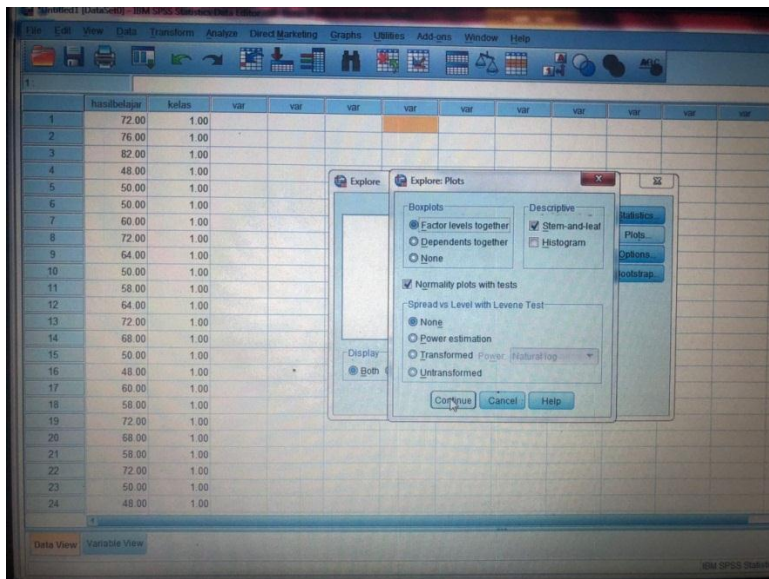 *Untitled1 [DataSet0] - IBM SPSS Statistics Data Editor
File Edit View Data Transform Analyze Direct Marketing Graphs Utilities Add-ons Window Help
1 :
hasilbelajar kelas var var var var var var var var var var
1 72.00 1.00
2 76.00 1.00
3 82.00 1.00
4 48.00 1.00
5 50.00 1.00
6 50.00 1.00
7 60.00 1.00
8 72.00 1.00
9 64.00 1.00
10 50.00 1.00
11 58.00 1.00
12 64.00 1.00
13 72.00 1.00
14 68.00 1.00
15 50.00 1.00
16 48.00 1.00
17 60.00 1.00
18 58.00 1.00
19 72.00 1.00
20 68.00 1.00
21 58.00 1.00
22 72.00 1.00
23 50.00 1.00
24 48.00 1.00
Explore
Statistics...
Plots...
Options...
Bootstrap...
Display
Both
Explore: Plots
Boxplots
Factor levels together
Dependents together
None
Descriptive
Stem-and-leaf
Histogram
Normality plots with tests
Spread vs Level with Levene Test
None
Power estimation
Transformed Power: Natural log
Untransformed
Continue Cancel Help
Data View Variable View
IBM SPSS Statist